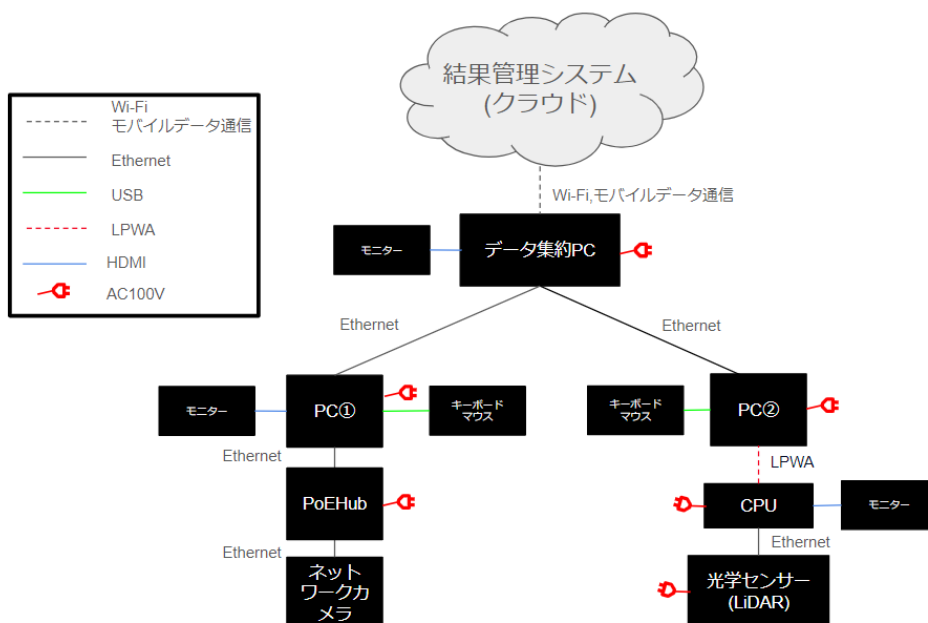 結果管理システム
(クラウド)
Wi-Fi
モバイルデータ通信
Ethernet
USB
LPWA
HDMI
AC100V
Wi-Fi,モバイルデータ通信
モニター
データ集約PC
Ethernet
Ethernet
モニター
PC①
キーボード
マウス
キーボード
マウス
PC②
Ethernet
LPWA
PoEHub
CPU
モニター
Ethernet
Ethernet
ネット
ワークカ
メラ
光学センサー
(LiDAR)